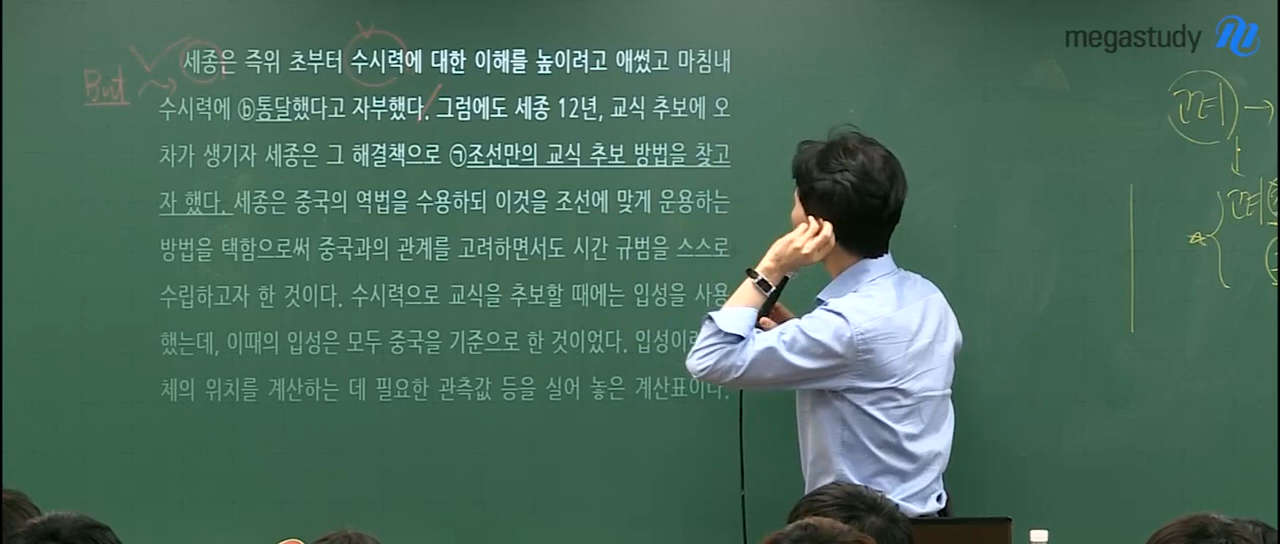 megastudy
세종은 즉위 초부터 수시력에 대한 이해를 높이려고 애썼고 마침내
But
수시력에 ⓑ통달했다고 자부했다. 그럼에도 세종 12년, 교식 추보에 오
차가 생기자 세종은 그 해결책으로 ㉠조선만의 교식 추보 방법을 찾고
자 했다. 세종은 중국의 역법을 수용하되 이것을 조선에 맞게 운용하는
방법을 택함으로써 중국과의 관계를 고려하면서도 시간 규범을 스스로
수립하고자 한 것이다. 수시력으로 교식을 추보할 때에는 입성을 사용
했는데, 이때의 입성은 모두 중국을 기준으로 한 것이었다. 입성이
체의 위치를 계산하는 데 필요한 관측값 등을 실어 놓은 계산표이다.